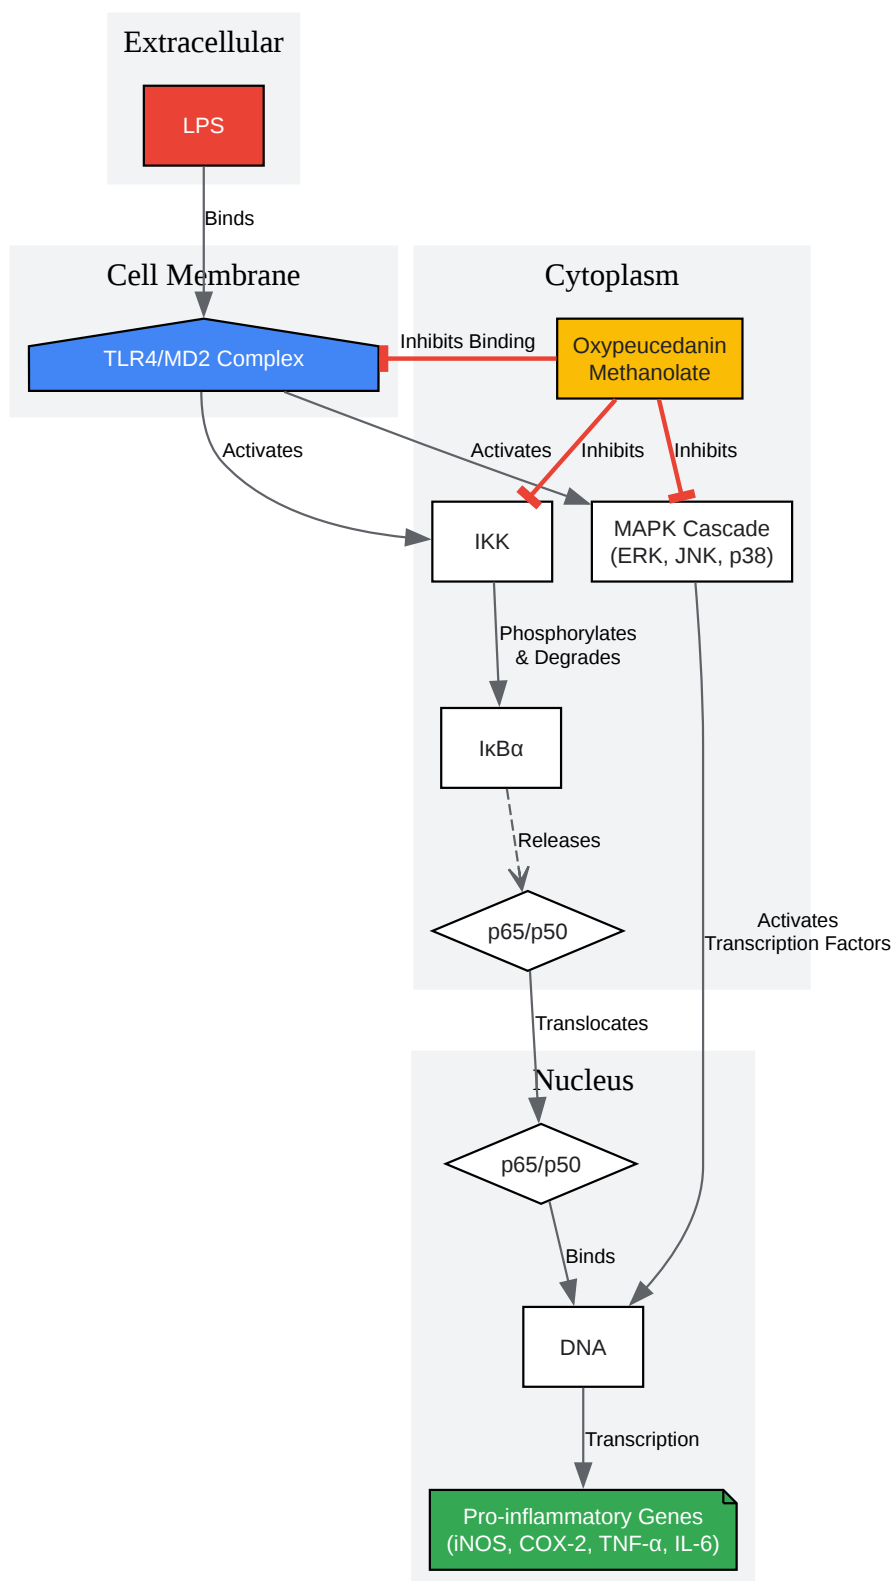 Extracellular
LPS
Binds
Cell Membrane
Cytoplasm
TLR4/MD2 Complex
Inhibits Binding
Oxypeucedanin
Methanolate
Activates
Activates
Inhibits
Inhibits
IKK
MAPK Cascade
(ERK, JNK, p38)
Phosphorylates
& Degrades
IκBα
Releases
p65/p50
Activates
Transcription Factors
Translocates
Nucleus
p65/p50
Binds
DNA
Transcription
Pro-inflammatory Genes
(iNOS, COX-2, TNF-α, IL-6)